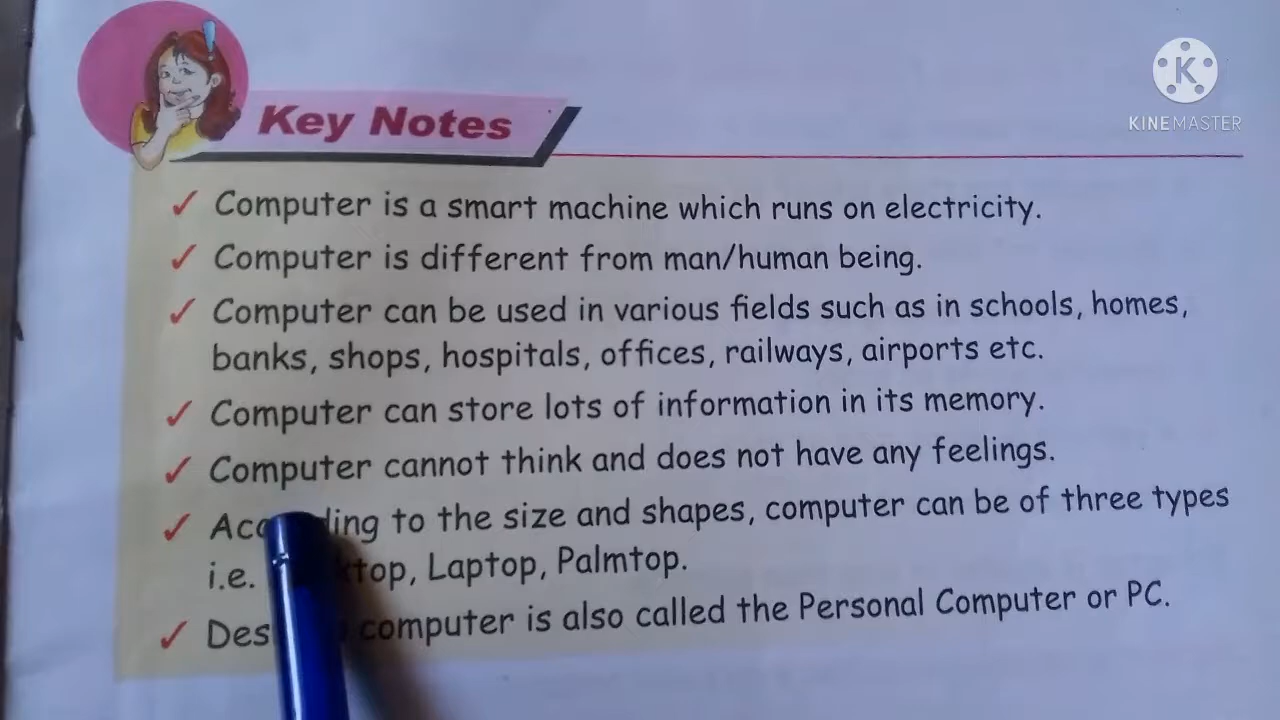 Key Notes
KINEMASTER
✓ Computer is a smart machine which runs on electricity.
✓ Computer is different from man/human being.
✓ Computer can be used in various fields such as in schools, homes,
banks, shops, hospitals, offices, railways, airports etc.
✓ Computer can store lots of information in its memory.
✓ Computer cannot think and does not have any feelings.
✓ to the size and shapes, computer can be of three types
i.e. Laptop, Palmtop.
✓ computer is also called the Personal Computer or PC.